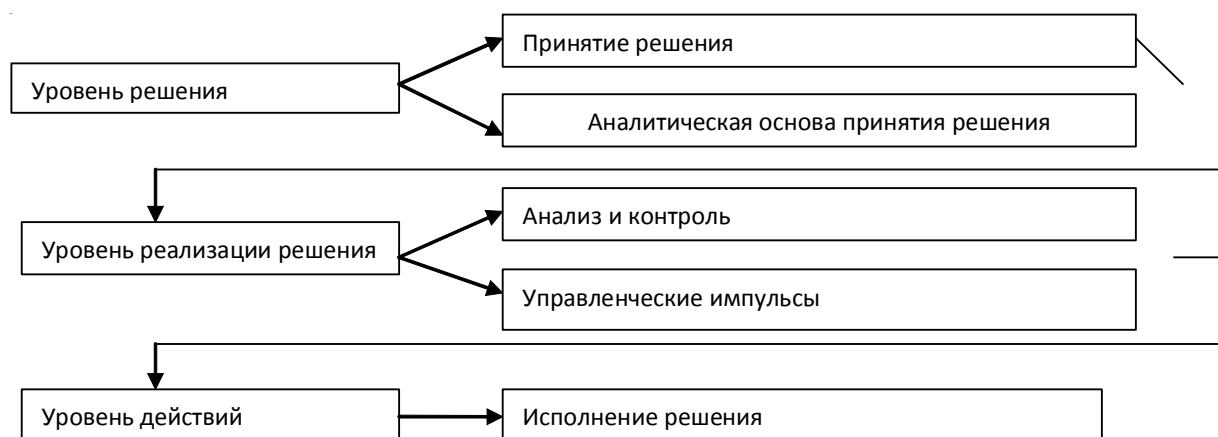 Принятие решения
Уровень решения
Аналитическая основа принятия решения
Анализ и контроль
Уровень реализации решения
Управленческие импульсы
Уровень действий
Исполнение решения